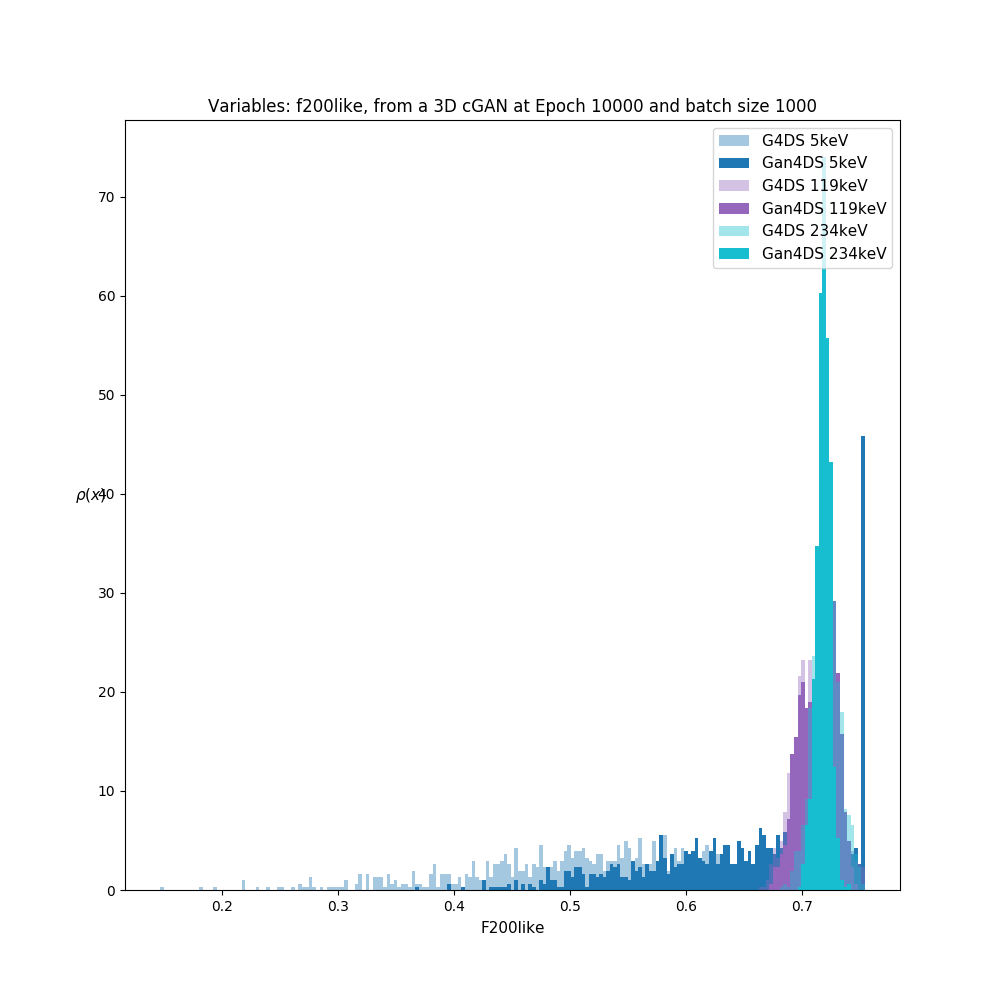 Variables: f200like, from a 3D cGAN at Epoch 10000 and batch size 1000
G4DS 5keV
Gan4DS 5keV
G4DS 119keV
Gan4DS 119keV
G4DS 234keV
Gan4DS 234keV
70
60
50
ρ(x)
40
30
20
10
0
0.2 0.3 0.4 0.5 0.6 0.7
F200like